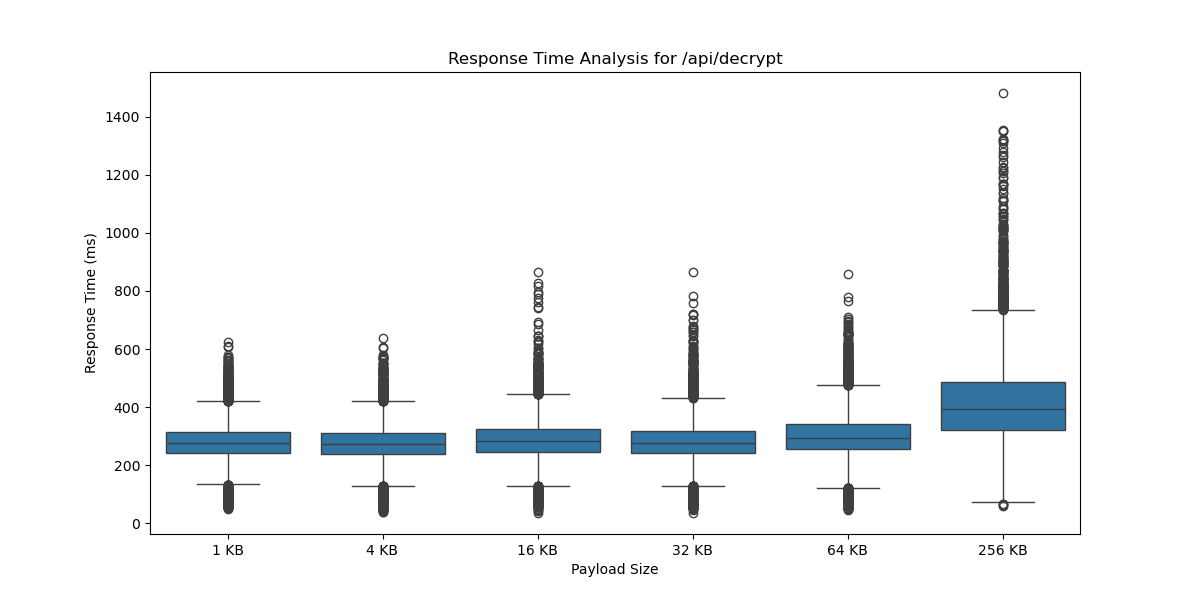 Response Time Analysis for /api/decrypt
Response Time (ms)
1400
1200
1000
800
600
400
200
0
1 KB 4 KB 16 KB 32 KB 64 KB 256 KB
Payload Size